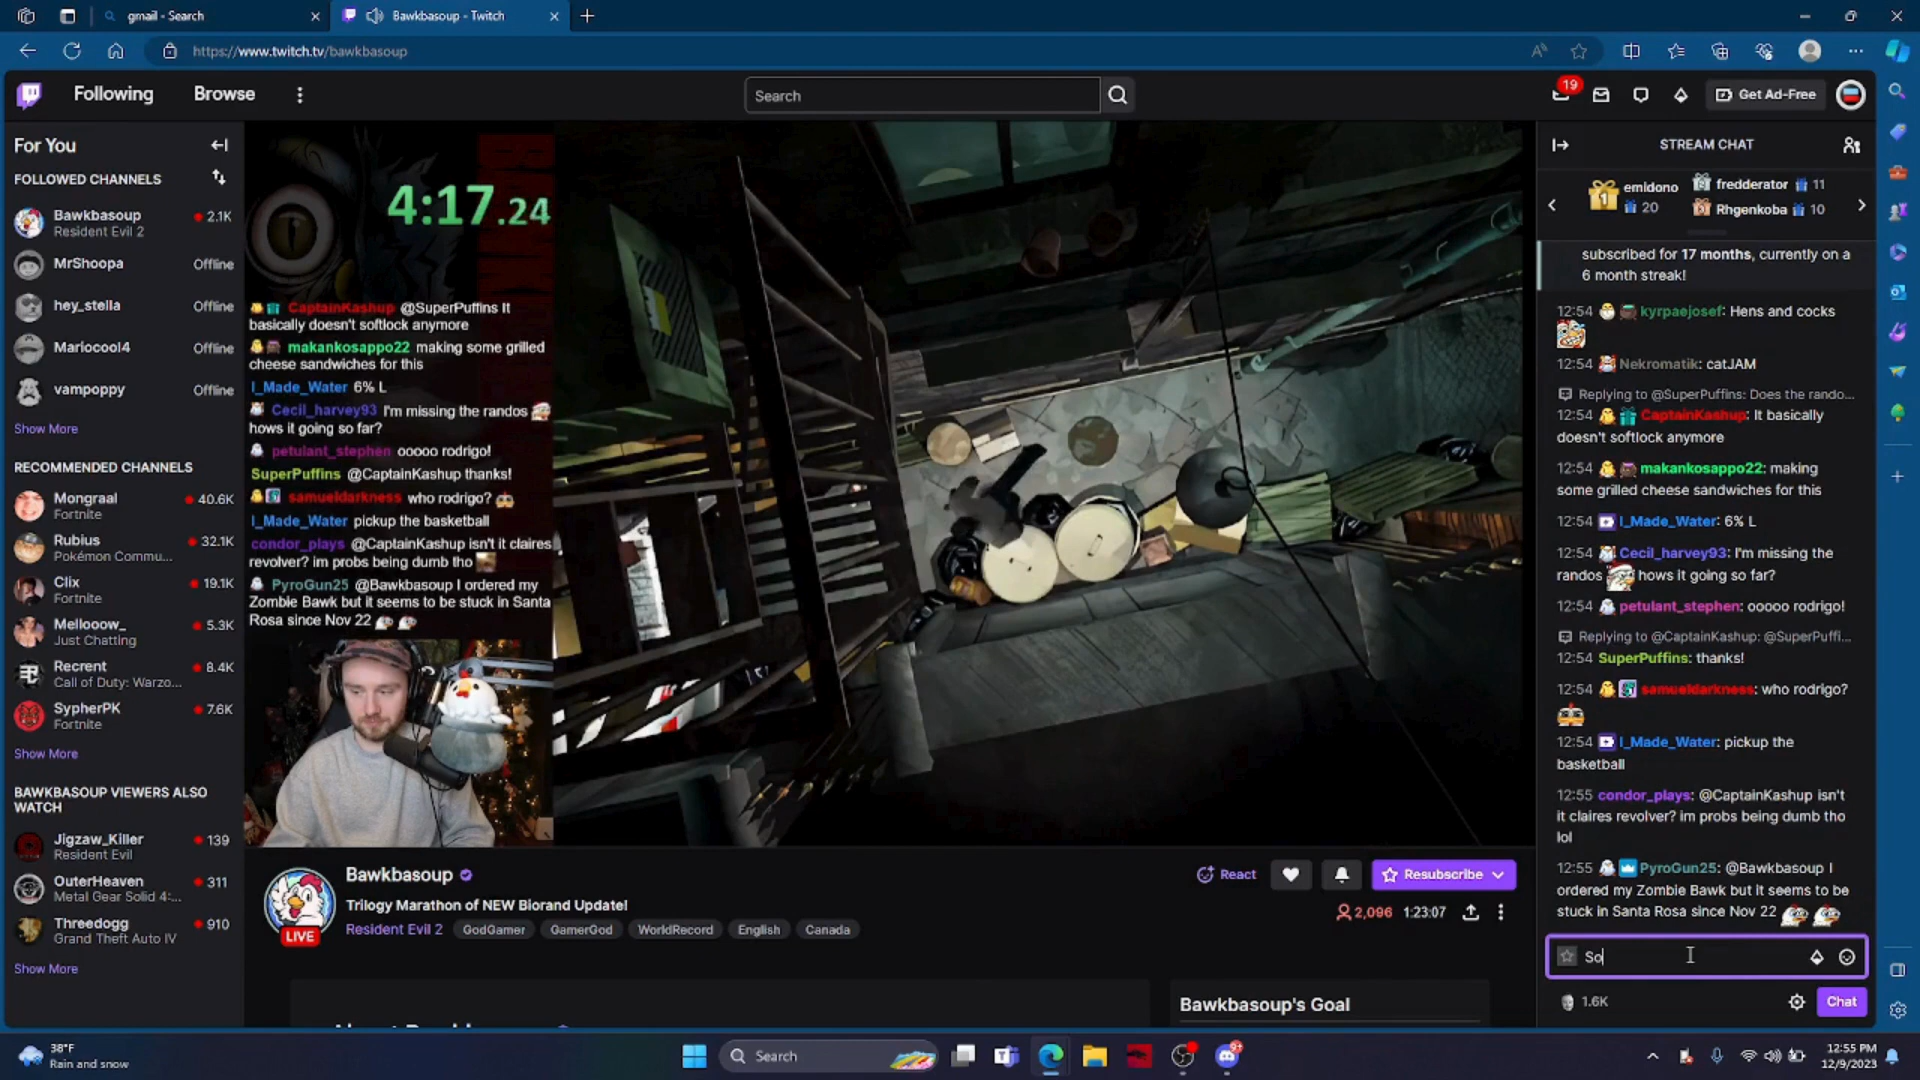 gmail - Search
Bawkbasoup - Twitch
https://www.twitch.tv/bawkbasoup
Following
Browse
Search
19
Get Ad-Free
For You
FOLLOWED CHANNELS
Bawkbasoup
2.1K
Resident Evil 2
MrShoopa
Offline
hey_stella
Offline
Mariocool4
Offline
vampoppy
Offline
Show More
RECOMMENDED CHANNELS
Mongraal
40.6K
Fortnite
Rubius
32.1K
Pokémon Commu...
Clix
19.1K
Fortnite
Mellooow_
5.3K
Just Chatting
Recrent
8.4K
Call of Duty: Warzo...
SypherPK
7.6K
Fortnite
Show More
BAWKBASOUP VIEWERS ALSO
WATCH
Jigzaw_Killer
139
Resident Evil
OuterHeaven
311
Metal Gear Solid 4:...
Threedogg
910
Grand Theft Auto IV
Show More
4:17.24
CaptainKashup @SuperPuffins It
basically doesn't softlock anymore
makankosappo22 making some grilled
cheese sandwiches for this
I_Made_Water 6% L
Cecil_harvey93 I'm missing the randos
hows it going so far?
petulant_stephen ooooo rodrigo!
SuperPuffins @CaptainKashup thanks!
samueldarkness who rodrigo?
I_Made_Water pickup the basketball
condor_plays @CaptainKashup isn't it claires
revolver? im probs being dumb tho
PyroGun25 @Bawkbasoup I ordered my
Zombie Bawk but it seems to be stuck in Santa
Rosa since Nov 22
Bawkbasoup
LIVE
Trilogy Marathon of NEW Biorand Update!
Resident Evil 2
GodGamer
GamerGod
WorldRecord
English
Canada
React
Resubscribe
2,096
1:23:07
Bawkbasoup's Goal
STREAM CHAT
1
emidono
20
2
fredderator
11
3
Rhgenkoba
10
subscribed for 17 months, currently on a
6 month streak!
12:54 kyrpaejosef: Hens and cocks
12:54 Nekromatik: catJAM
Replying to @SuperPuffins: Does the rando...
12:54 CaptainKashup: It basically
doesn't softlock anymore
12:54 makankosappo22: making
some grilled cheese sandwiches for this
12:54 I_Made_Water: 6% L
12:54 Cecil_harvey93: I'm missing the
randos hows it going so far?
12:54 petulant_stephen: ooooo rodrigo!
Replying to @CaptainKashup: @SuperPuffi...
12:54 SuperPuffins: thanks!
12:54 samueldarkness: who rodrigo?
12:54 I_Made_Water: pickup the
basketball
12:55 condor_plays: @CaptainKashup isn't
it claires revolver? im probs being dumb tho
lol
12:55 PyroGun25: @Bawkbasoup I
ordered my Zombie Bawk but it seems to be
stuck in Santa Rosa since Nov 22
So
1.6K
Chat
38°F
Rain and snow
Search
9+
12:55 PM
12/9/2023